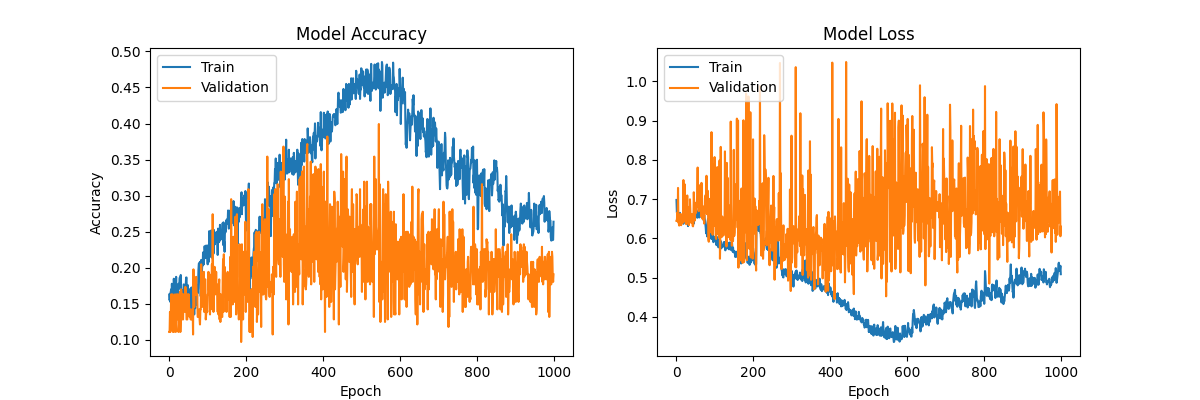 Model Accuracy
Train
Validation
0.50
0.45
0.40
0.35
0.30
0.25
0.20
0.15
0.10
Accuracy
0 200 400 600 800 1000
Epoch
Model Loss
Train
Validation
1.0
0.9
0.8
0.7
0.6
0.5
0.4
Loss
0 200 400 600 800 1000
Epoch